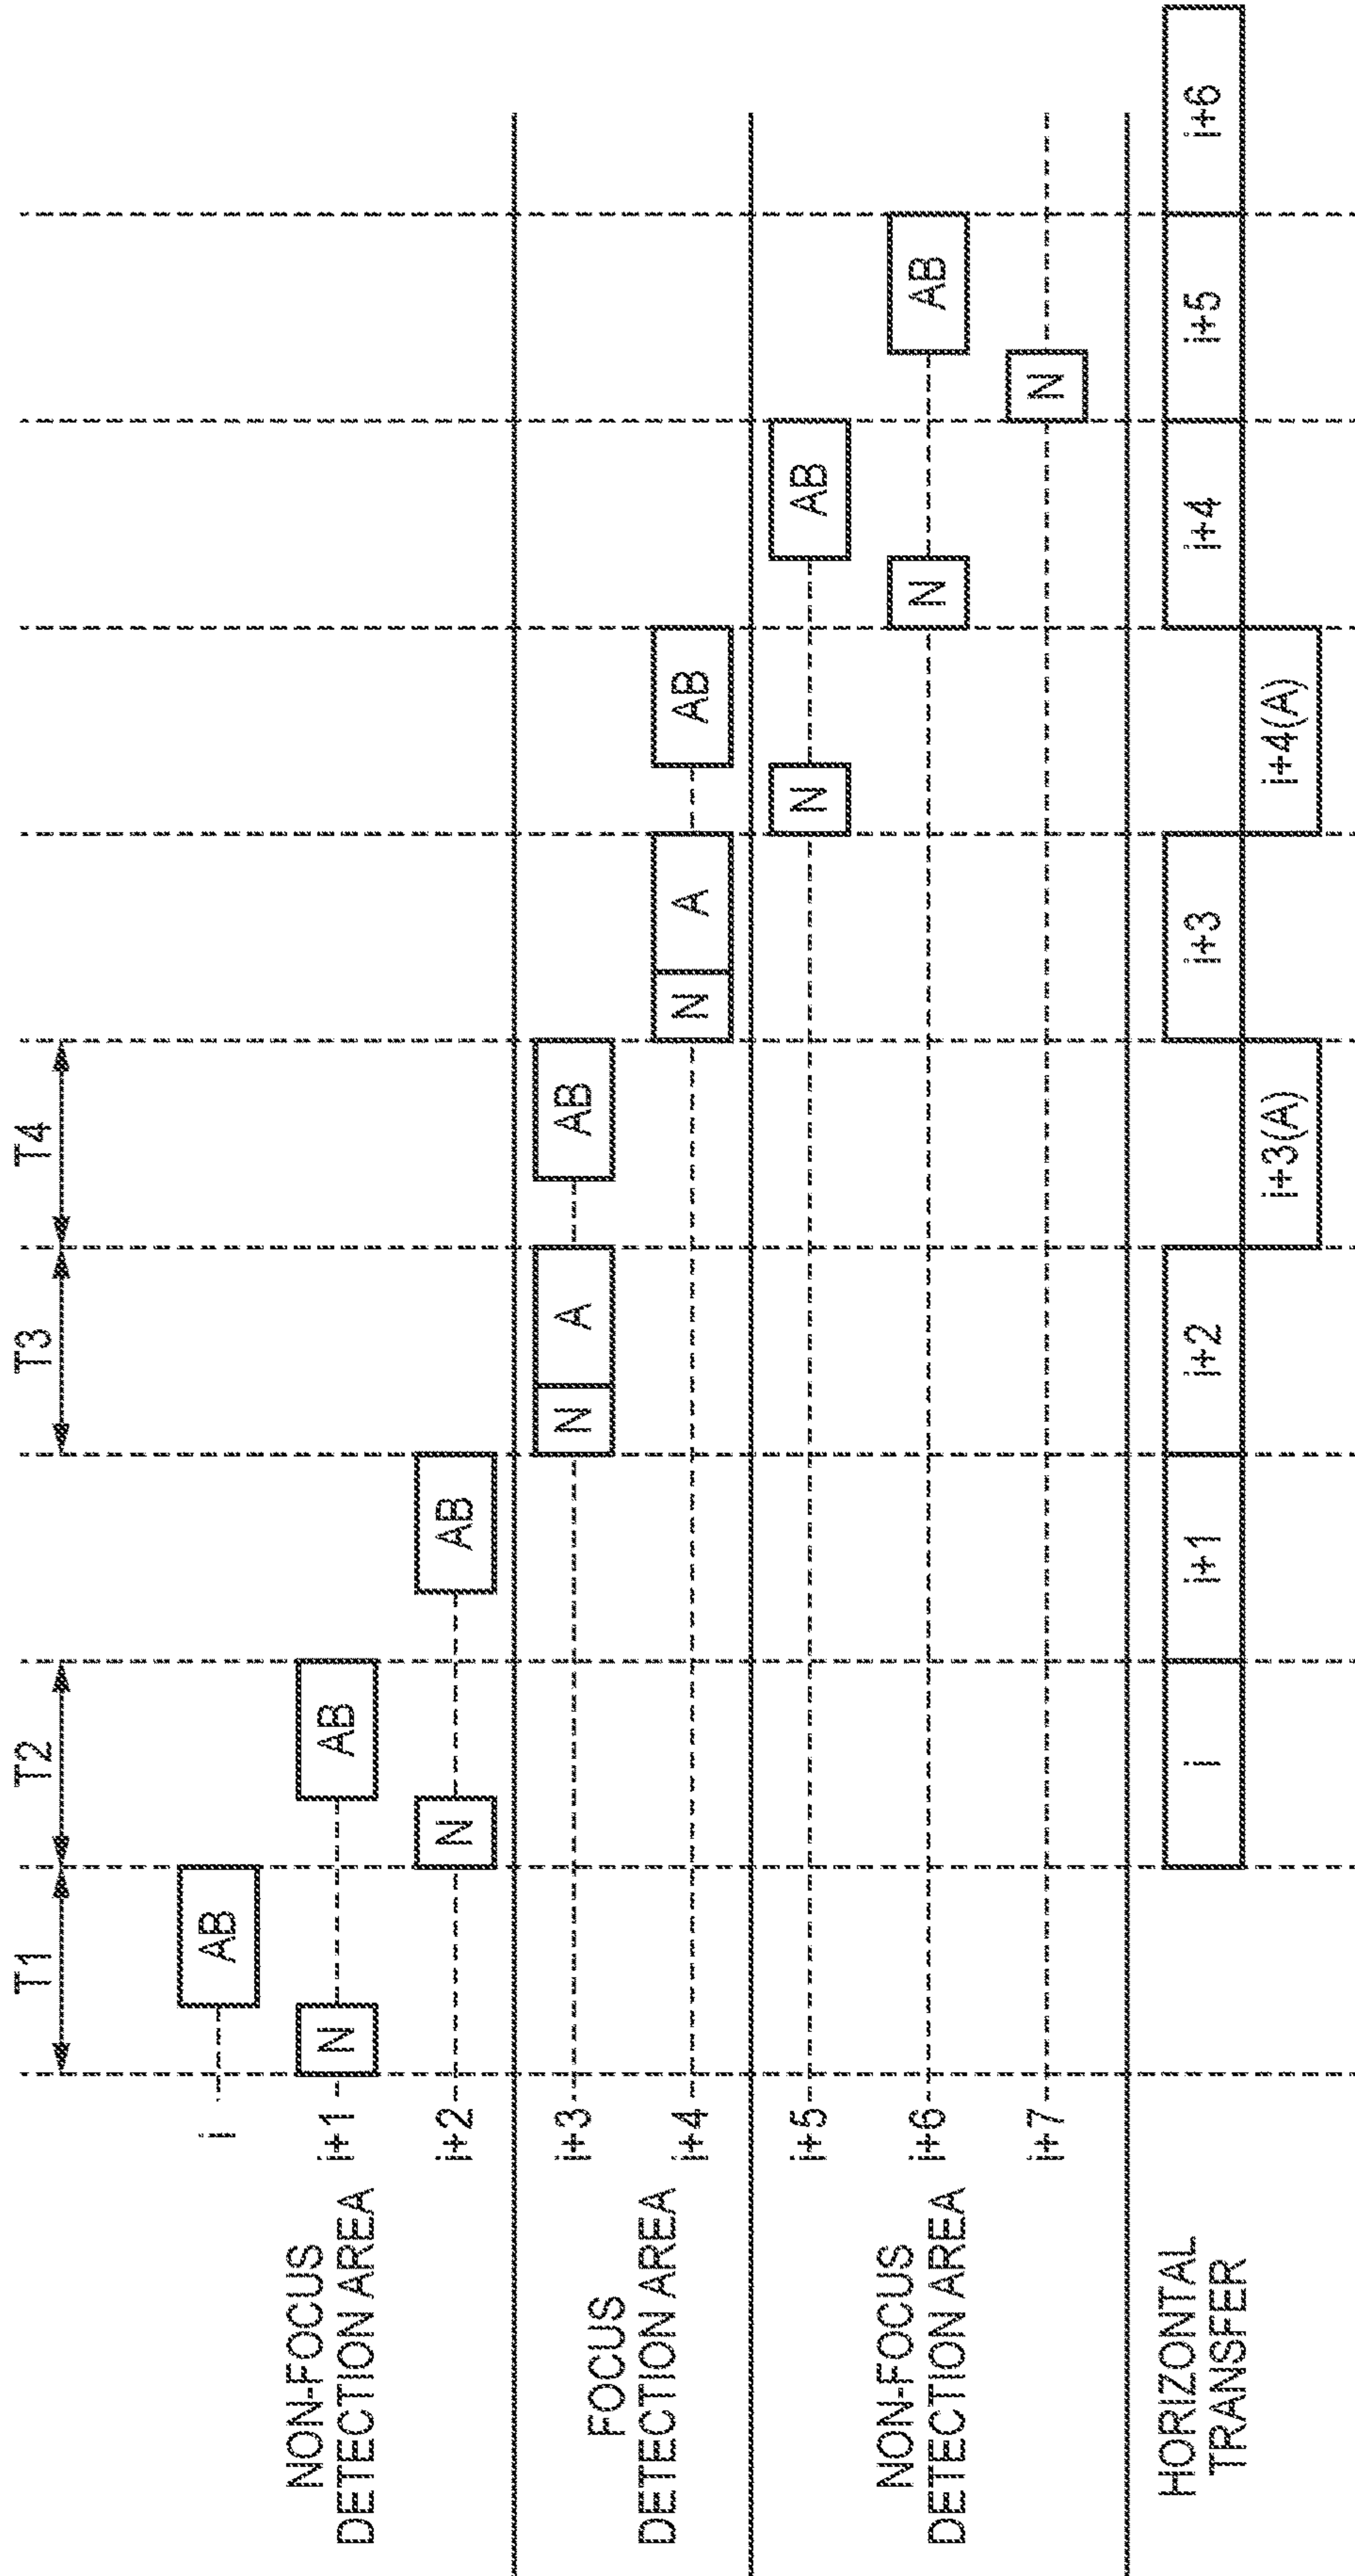 T1
T2
T3
T4
NON-FOCUS
DETECTION AREA
i
AB
i+1
N
AB
i+2
N
AB
FOCUS
DETECTION AREA
i+3
N
A
AB
i+4
N
A
AB
NON-FOCUS
DETECTION AREA
i+5
N
AB
i+6
N
AB
i+7
N
HORIZONTAL
TRANSFER
i
i+1
i+2
i+3
i+4
i+5
i+6
i+3(A)
i+4(A)